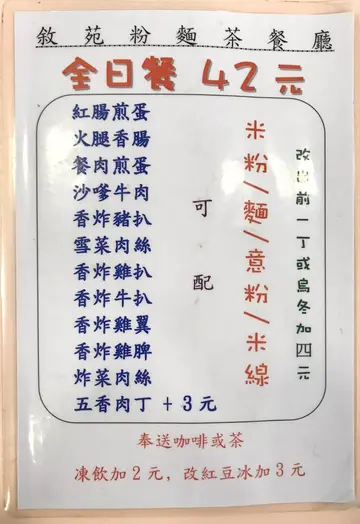 敘苑粉麵茶餐廳
全日餐 42元
紅腸煎蛋
火腿香腸
餐肉煎蛋
沙嗲牛肉
香炸豬扒
雪菜肉絲
香炸雞扒
香炸牛扒
香炸雞翼
香炸雞脾
炸菜肉絲
五香肉丁 +3元
可配
米粉/麵/意粉/米線
改出前一丁或烏冬加四元
奉送咖啡或茶
凍飲加2元, 改紅豆冰加3元